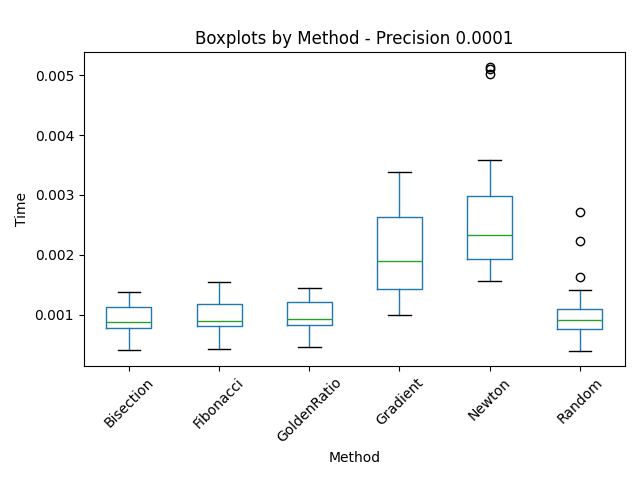 Boxplots by Method - Precision 0.0001
0.005
0.004
0.003
0.002
0.001
Time
Bisection
Fibonacci
GoldenRatio
Gradient
Newton
Random
Method